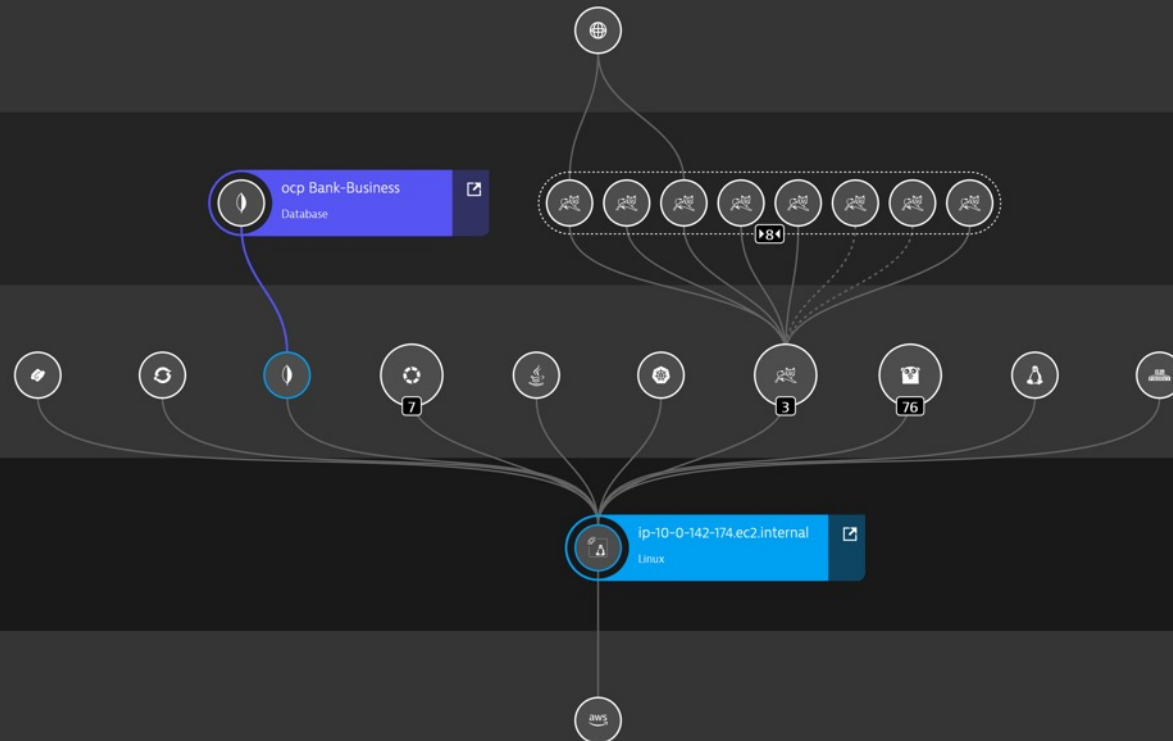 ocp Bank-Business
Database
8
7
3
76
ip-10-0-142-174.ec2.internal
Linux
aws